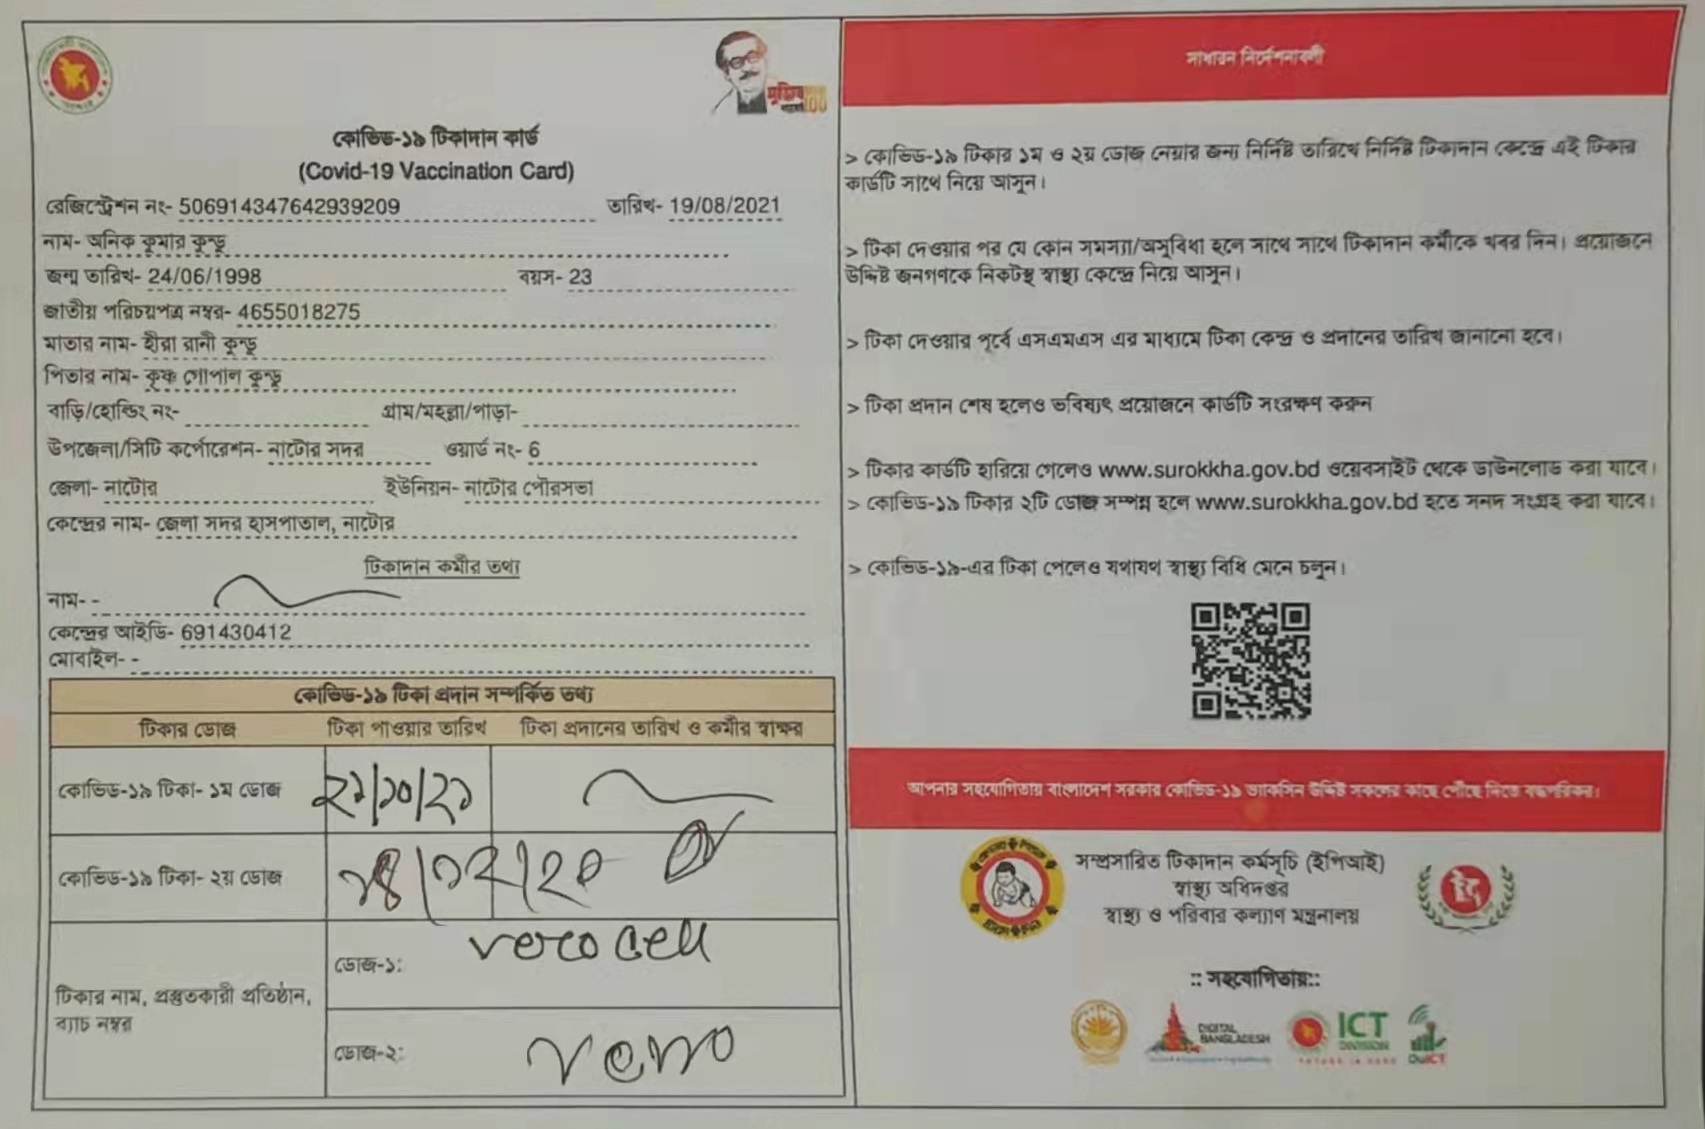 কোভিড-১৯ টিকাদান কার্ড
(Covid-19 Vaccination Card)
রেজিস্ট্রেশন নং- 506914347642939209 তারিখ- 19/08/2021
নাম- অনিক কুমার কুন্ডু
জন্ম তারিখ- 24/06/1998 বয়স- 23
জাতীয় পরিচয়পত্র নম্বর- 4655018275
মাতার নাম- হীরা রানী কুন্ডু
পিতার নাম- কৃষ্ণ গোপাল কুন্ডু
বাড়ি/হোল্ডিং নং- গ্রাম/মহল্লা/পাড়া-
উপজেলা/সিটি কর্পোরেশন- নাটোর সদর ওয়ার্ড নং- 6
জেলা- নাটোর ইউনিয়ন- নাটোর পৌরসভা
কেন্দ্রের নাম- জেলা সদর হাসপাতাল, নাটোর
টিকাদান কর্মীর তথ্য
নাম- -
কেন্দ্রের আইডি- 691430412
মোবাইল- -
কোভিড-১৯ টিকা প্রদান সম্পর্কিত তথ্য
টিকার ডোজ টিকা পাওয়ার তারিখ টিকা প্রদানের তারিখ ও কর্মীর স্বাক্ষর
কোভিড-১৯ টিকা- ১ম ডোজ ২১/১০/২১
কোভিড-১৯ টিকা- ২য় ডোজ
টিকার নাম, প্রস্তুতকারী প্রতিষ্ঠান,
ব্যাচ নম্বর
ডোজ-১: vero cell
ডোজ-২: vero
সাধারন নির্দেশনাবলী
> কোভিড-১৯ টিকার ১ম ও ২য় ডোজ নেয়ার জন্য নির্দিষ্ট তারিখে নির্দিষ্ট টিকাদান কেন্দ্রে এই টিকার
কার্ডটি সাথে নিয়ে আসুন।
> টিকা দেওয়ার পর যে কোন সমস্যা/অসুবিধা হলে সাথে সাথে টিকাদান কর্মীকে খবর দিন। প্রয়োজনে
উদ্দিষ্ট জনগণকে নিকটস্থ স্বাস্থ্য কেন্দ্রে নিয়ে আসুন।
> টিকা দেওয়ার পূর্বে এসএমএস এর মাধ্যমে টিকা কেন্দ্র ও প্রদানের তারিখ জানানো হবে।
> টিকা প্রদান শেষ হলেও ভবিষ্যৎ প্রয়োজনে কার্ডটি সংরক্ষণ করুন
> টিকার কার্ডটি হারিয়ে গেলেও www.surokkha.gov.bd ওয়েবসাইট থেকে ডাউনলোড করা যাবে।
> কোভিড-১৯ টিকার ২টি ডোজ সম্পন্ন হলে www.surokkha.gov.bd হতে সনদ সংগ্রহ করা যাবে।
> কোভিড-১৯-এর টিকা পেলেও যথাযথ স্বাস্থ্য বিধি মেনে চলুন।
আপনার সহযোগিতায় বাংলাদেশ সরকার কোভিড-১৯ ভ্যাকসিন উদ্দিষ্ট সকলের কাছে পৌঁছে দিতে বদ্ধপরিকর।
সম্প্রসারিত টিকাদান কর্মসূচি (ইপিআই)
স্বাস্থ্য অধিদপ্তর
স্বাস্থ্য ও পরিবার কল্যাণ মন্ত্রনালয়
:: সহযোগিতায়::
DIGITAL
BANGLADESH
ICT
DIVISION
DoICT